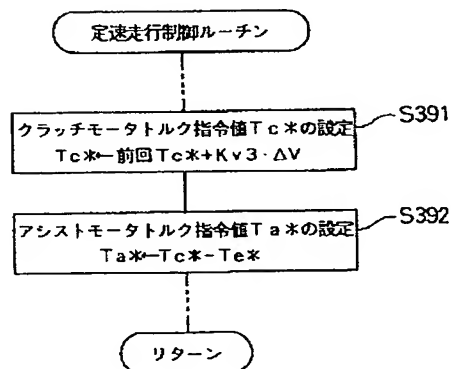 定速走行制御ルーチン
S391
クラッチモータトルク指令値Tc*の設定
Tc*←前回Tc*+Kv3・ΔV
S392
アシストモータトルク指令値Ta*の設定
Ta*←Tc*-Te*
リターン